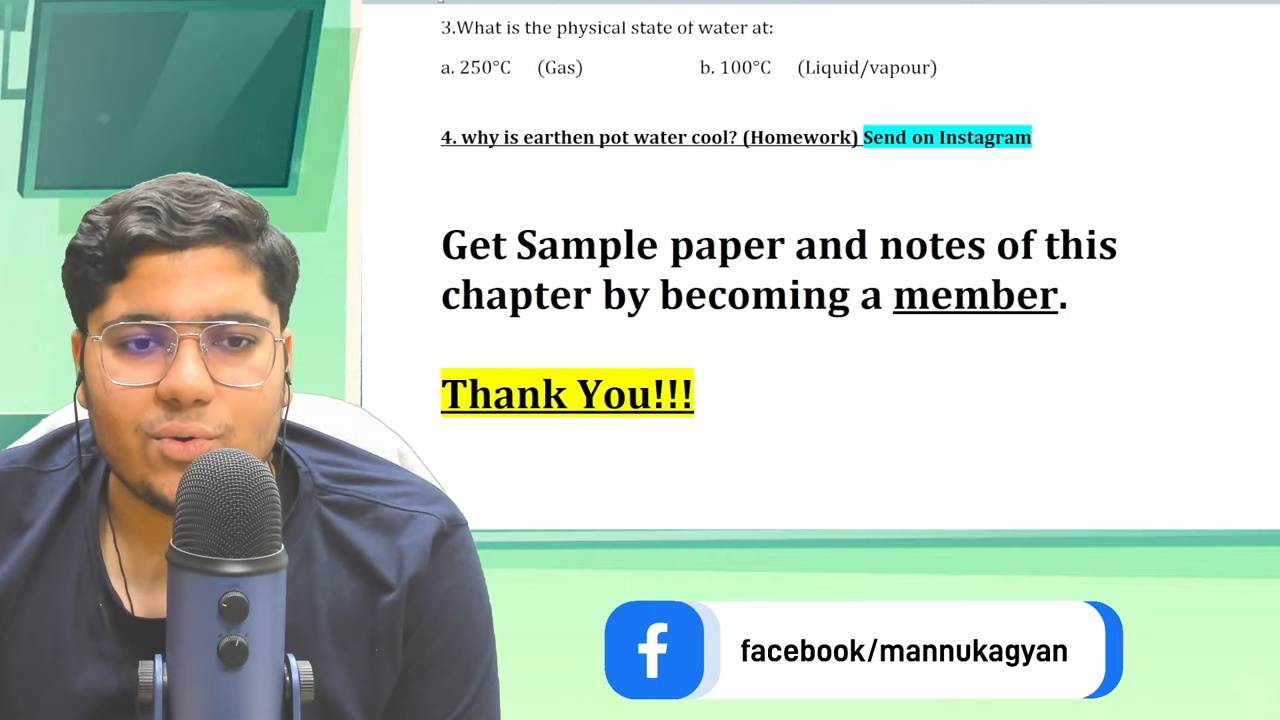 3.What is the physical state of water at:
a. 250°C (Gas) b. 100°C (Liquid/vapour)
4. why is earthen pot water cool? (Homework) Send on Instagram
Get Sample paper and notes of this
chapter by becoming a member.
Thank You!!!
facebook/mannukagyan